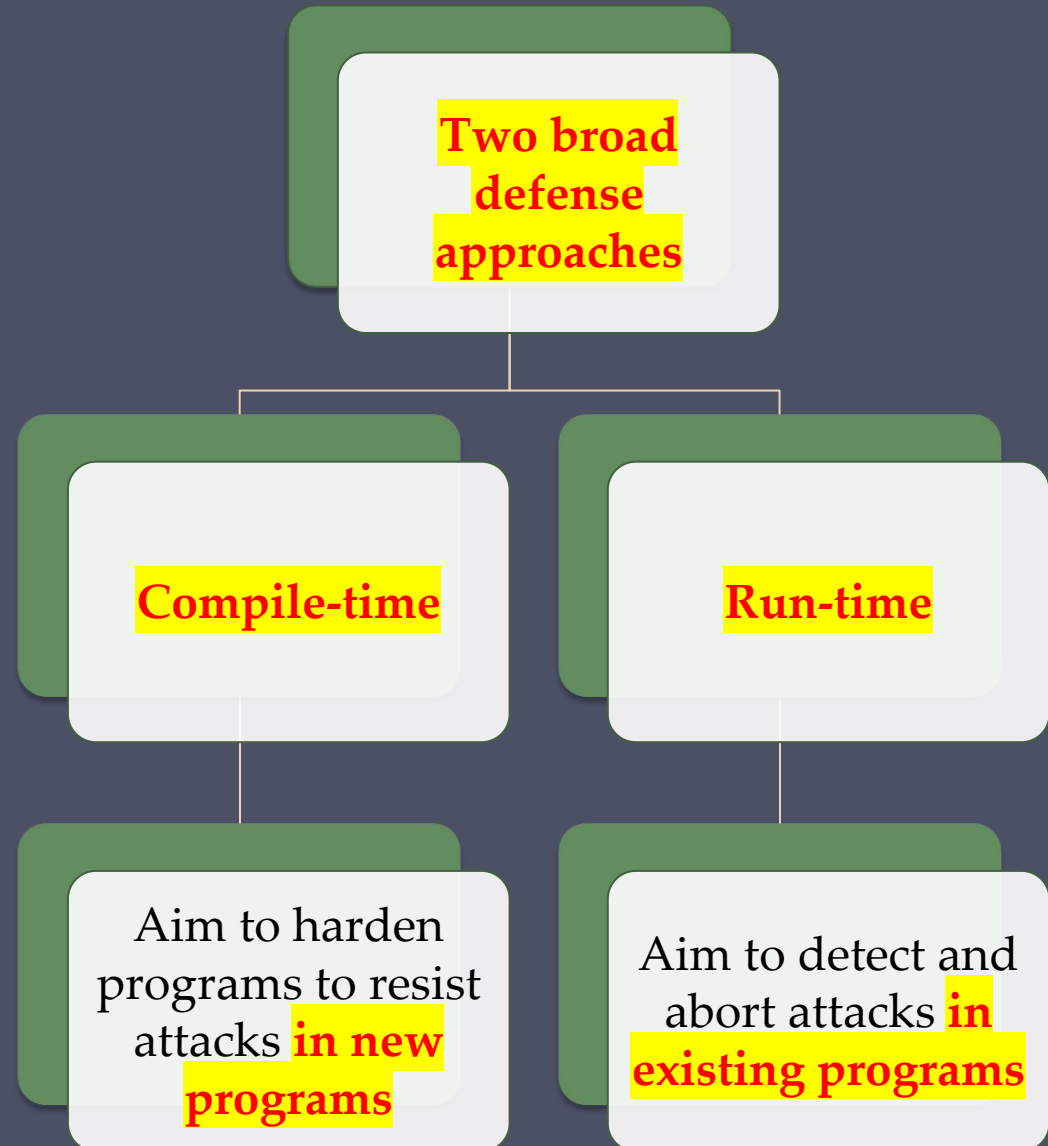 Two broad
defense
approaches
Compile-time
Run-time
Aim to harden
programs to resist
attacks in new
programs
Aim to detect and
abort attacks in
existing programs